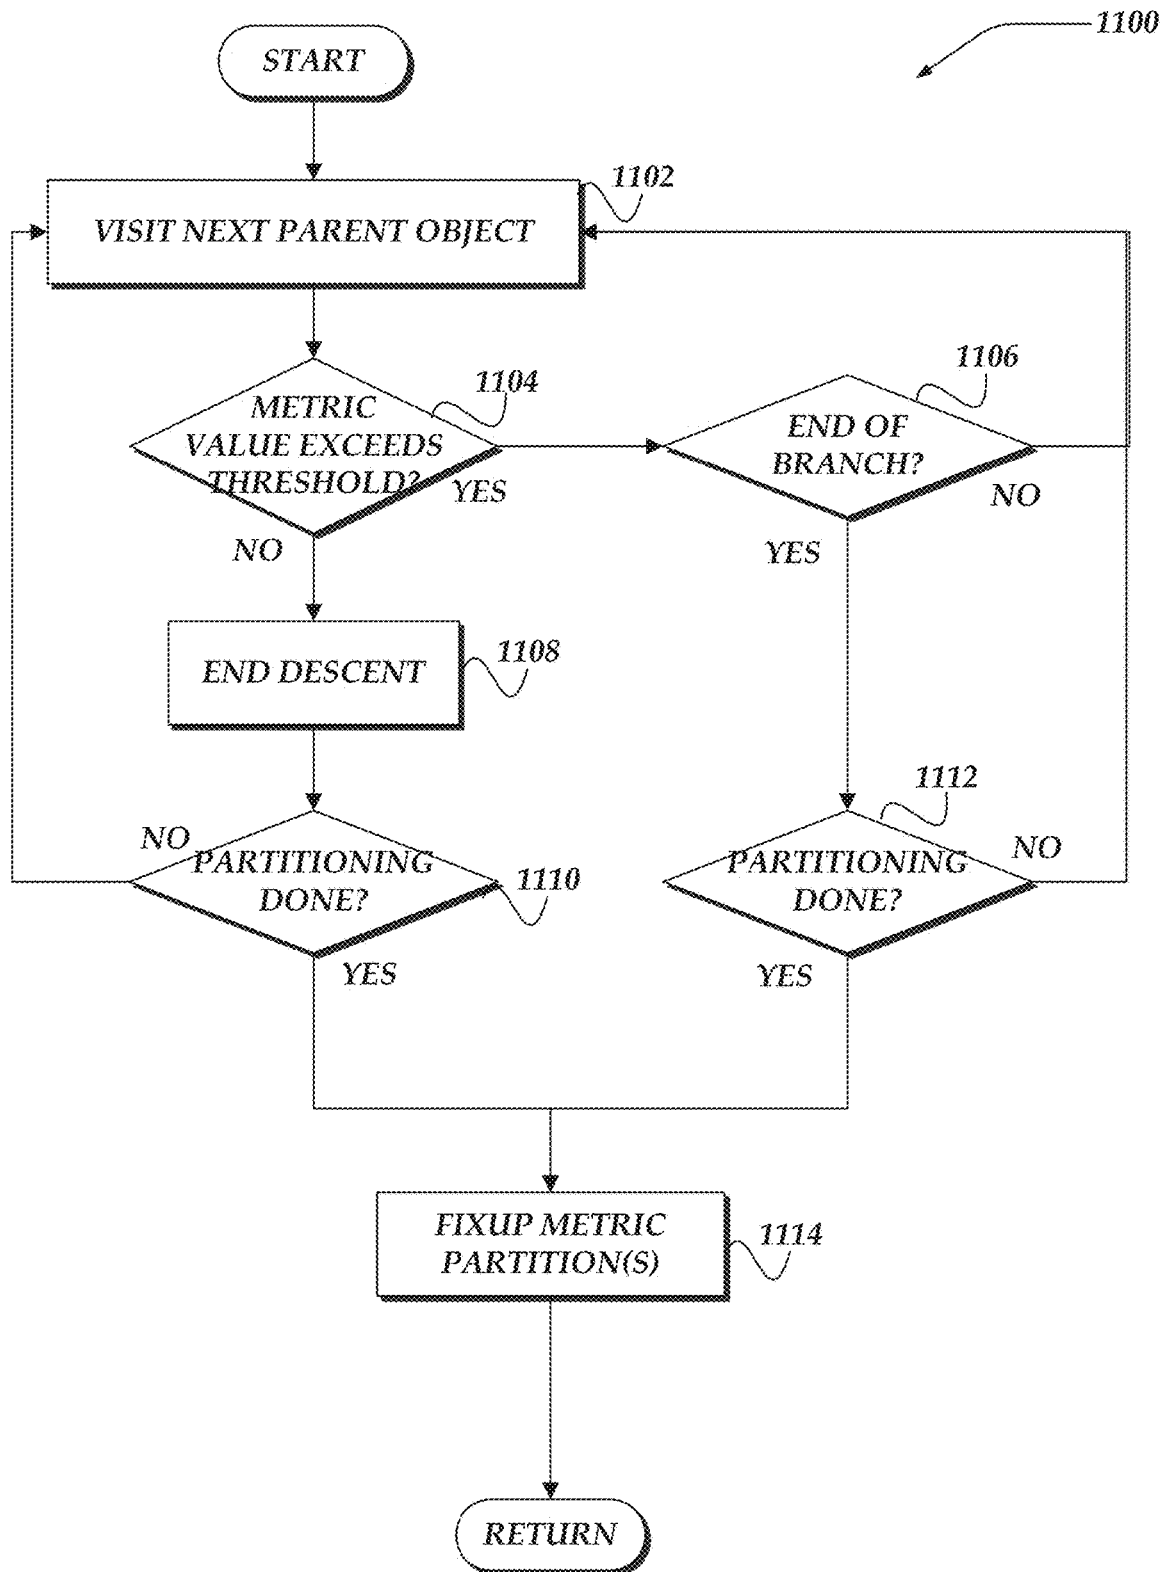 1100
START
1102
VISIT NEXT PARENT OBJECT
1104
METRIC
VALUE EXCEEDS
THRESHOLD?
YES
NO
1106
END OF
BRANCH?
NO
YES
1108
END DESCENT
1110
NO
PARTITIONING
DONE?
YES
1112
PARTITIONING
DONE?
NO
YES
FIXUP METRIC
PARTITION(S)
1114
RETURN